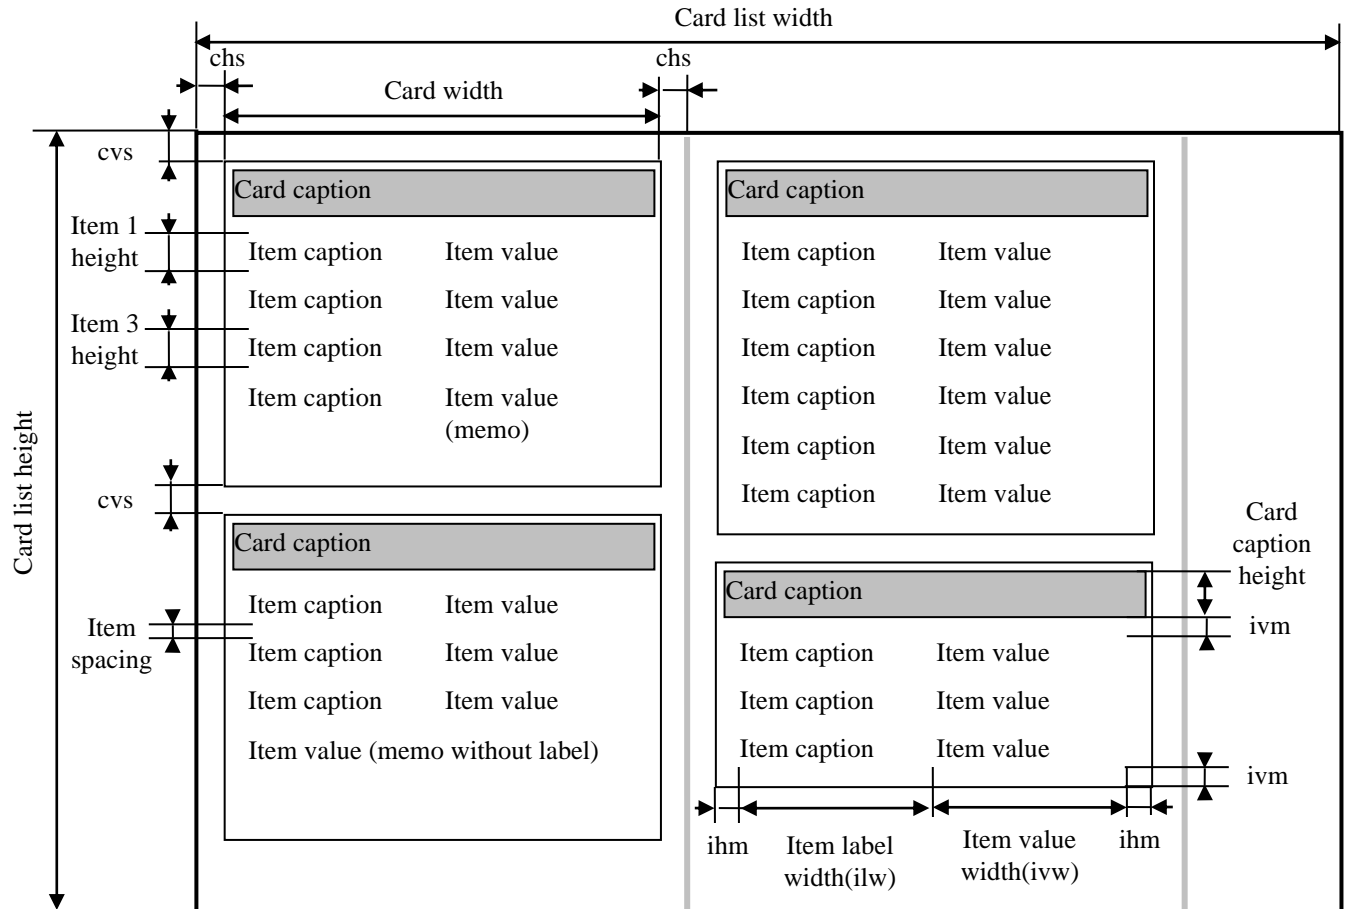 Card list width
chs
chs
Card width
cvs
Card caption
Card caption
Item 1
height
Item caption Item value
Item caption Item value
Item caption Item value
Item caption Item value
Item 3
height
Item caption Item value
Item caption Item value
Item caption Item value
(memo)
Item caption Item value
Item caption Item value
Item caption Item value
cvs
Card list height
Card
caption
height
Card caption
Card caption
Item caption Item value
Item
spacing
ivm
Item caption Item value
Item caption Item value
Item caption Item value
Item caption Item value
Item value (memo without label)
Item caption Item value
ivm
ihm
Item label
width(ilw)
Item value
width(ivw)
ihm